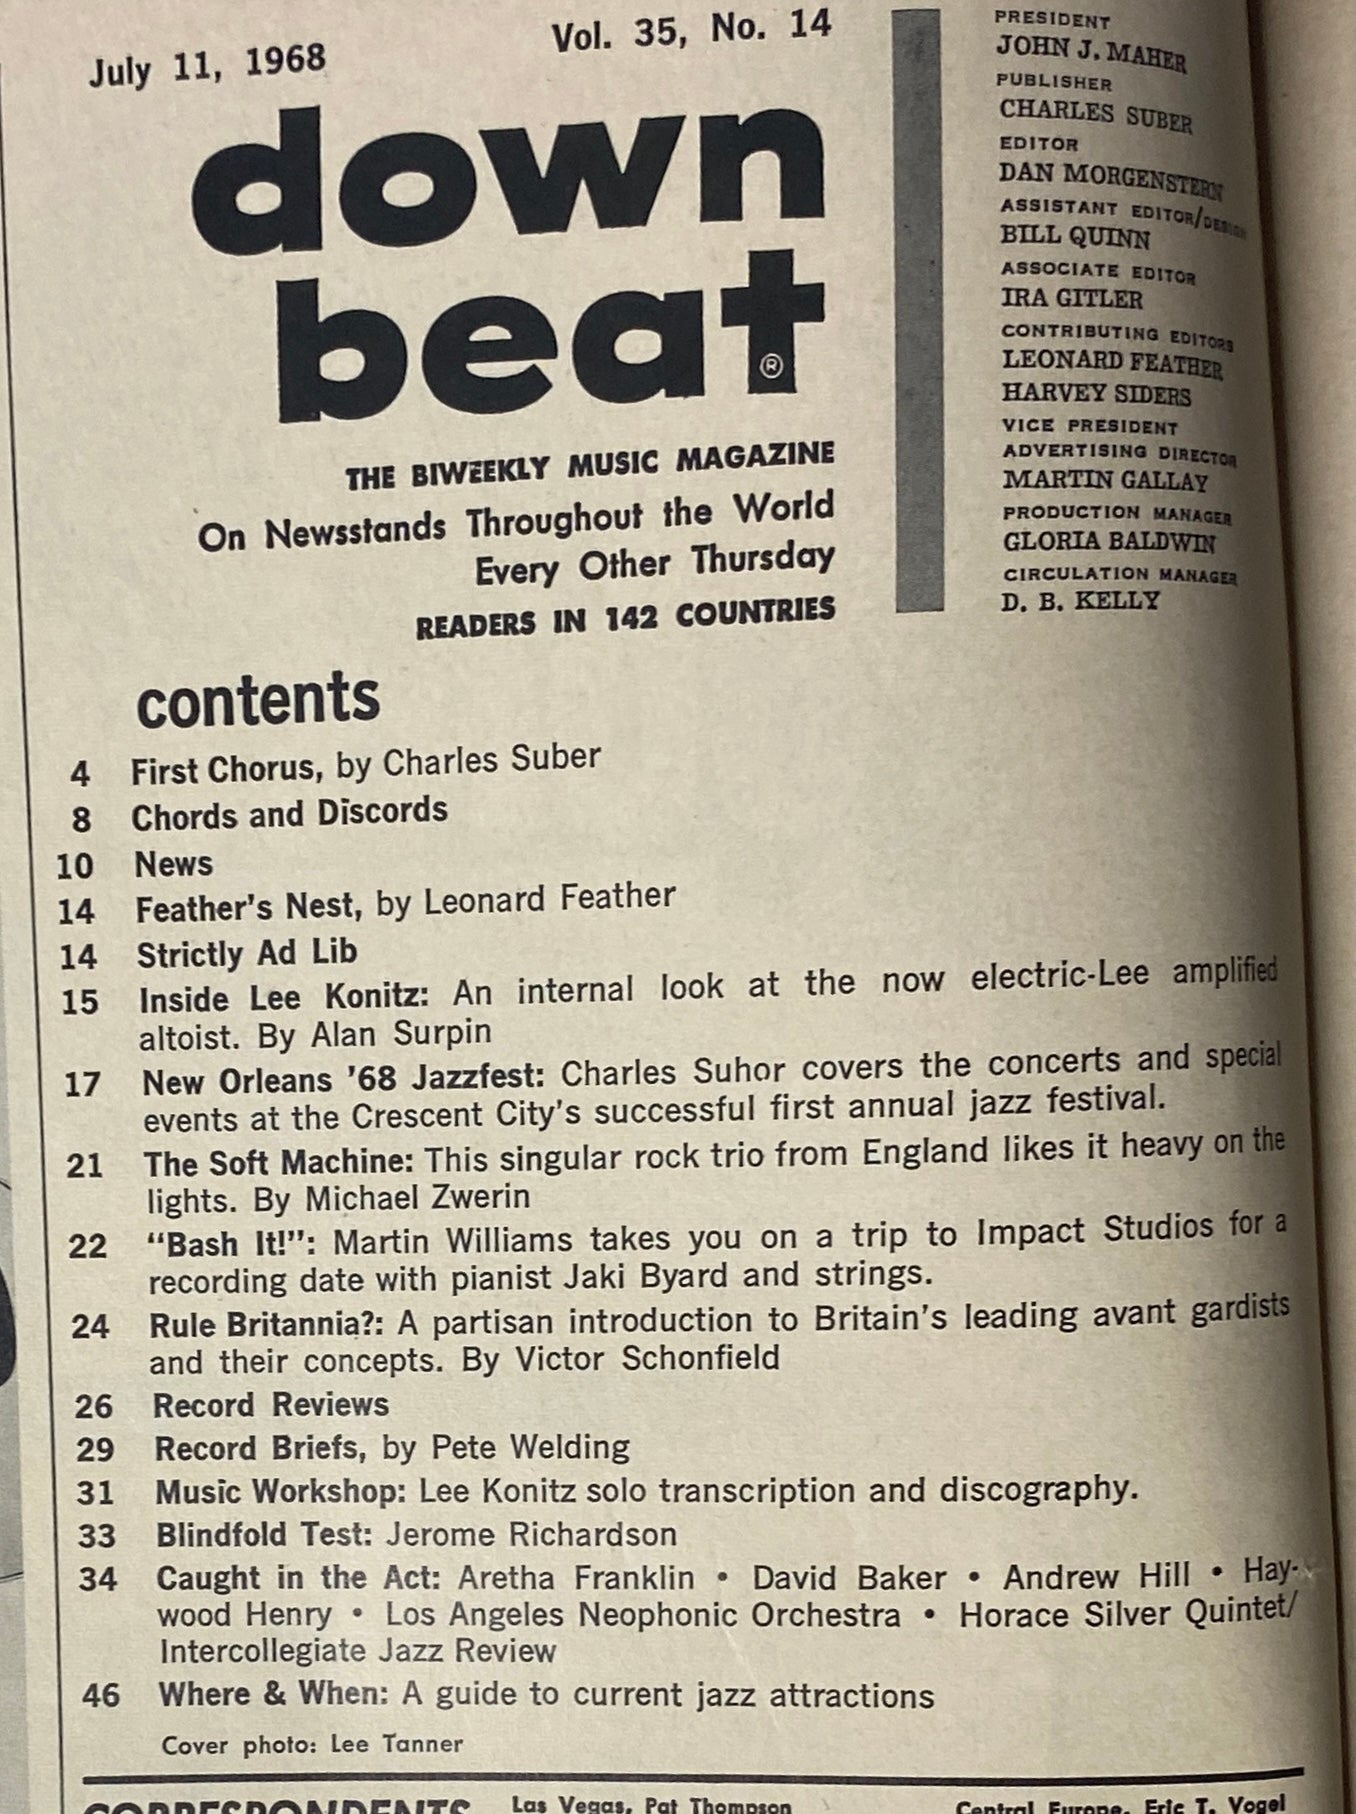 July 11, 1968
Vol. 35, No. 14
down
beat
®
THE BIWEEKLY MUSIC MAGAZINE
On Newsstands Throughout the World
Every Other Thursday
READERS IN 142 COUNTRIES
PRESIDENT
JOHN J. MAHER
PUBLISHER
CHARLES SUBER
EDITOR
DAN MORGENSTERN
ASSISTANT EDITOR/DESIGN
BILL QUINN
ASSOCIATE EDITOR
IRA GITLER
CONTRIBUTING EDITORS
LEONARD FEATHER
HARVEY SIDERS
VICE PRESIDENT
ADVERTISING DIRECTOR
MARTIN GALLAY
PRODUCTION MANAGER
GLORIA BALDWIN
CIRCULATION MANAGER
D. B. KELLY
contents
4 First Chorus, by Charles Suber
8 Chords and Discords
10 News
14 Feather's Nest, by Leonard Feather
14 Strictly Ad Lib
15 Inside Lee Konitz: An internal look at the now electric-Lee amplified
altoist. By Alan Surpin
17 New Orleans '68 Jazzfest: Charles Suhor covers the concerts and special
events at the Crescent City's successful first annual jazz festival.
21 The Soft Machine: This singular rock trio from England likes it heavy on the
lights. By Michael Zwerin
22 "Bash It!": Martin Williams takes you on a trip to Impact Studios for a
recording date with pianist Jaki Byard and strings.
24 Rule Britannia?: A partisan introduction to Britain's leading avant gardists
and their concepts. By Victor Schonfield
26 Record Reviews
29 Record Briefs, by Pete Welding
31 Music Workshop: Lee Konitz solo transcription and discography.
33 Blindfold Test: Jerome Richardson
34 Caught in the Act: Aretha Franklin • David Baker • Andrew Hill • Hay-
wood Henry • Los Angeles Neophonic Orchestra • Horace Silver Quintet/
Intercollegiate Jazz Review
46 Where & When: A guide to current jazz attractions
Cover photo: Lee Tanner
CORRESPONDENTS
Las Vegas, Pat Thompson
Central Europe, Eric T. Vogel